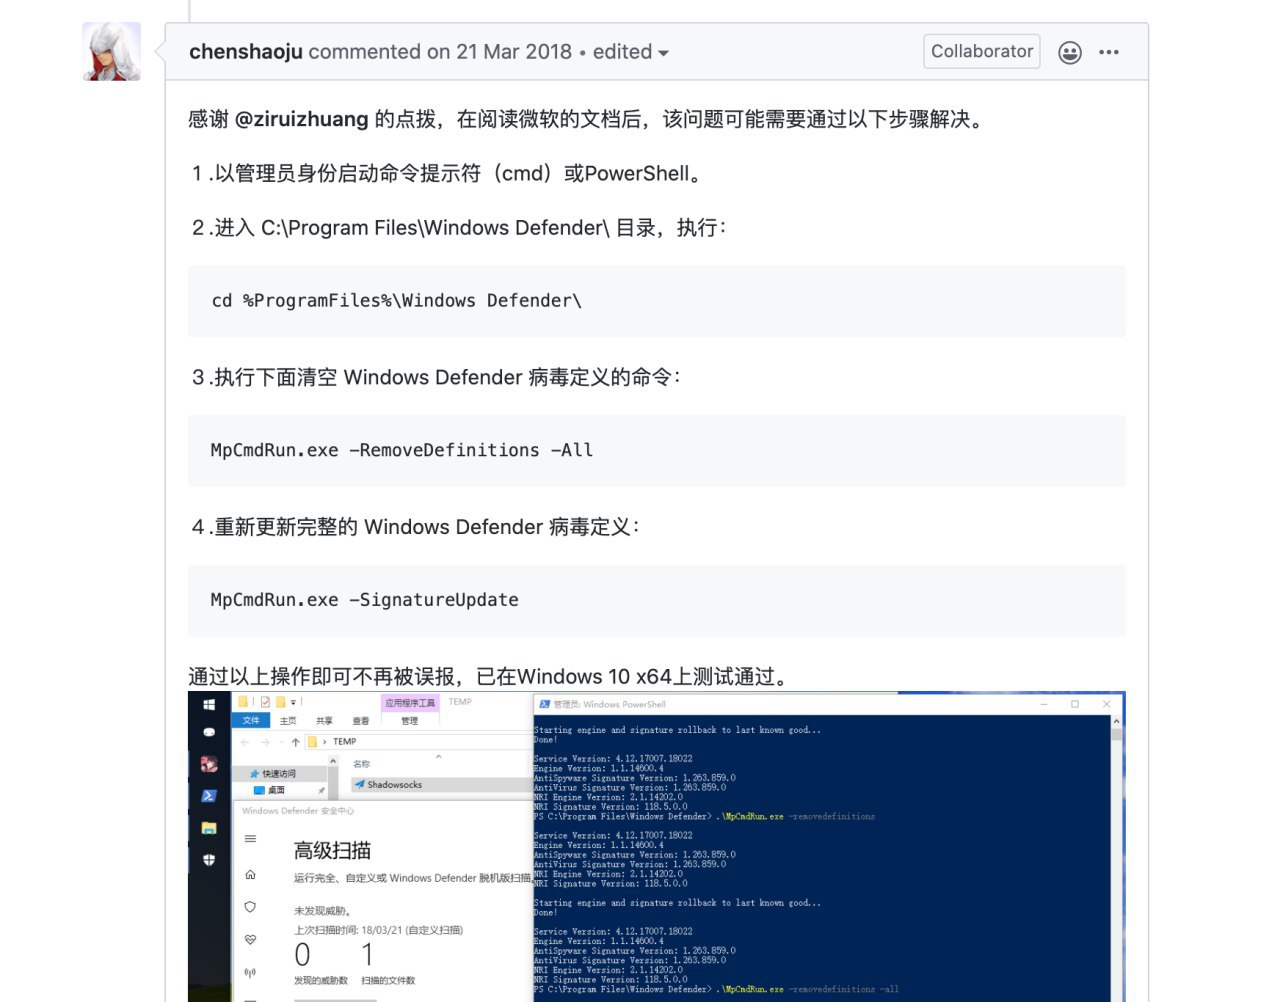 chenshaoju commented on 21 Mar 2018 • edited
Collaborator
感谢 @ziruizhuang 的点拨，在阅读微软的文档后，该问题可能需要通过以下步骤解决。
１.以管理员身份启动命令提示符（cmd）或PowerShell。
２.进入 C:\Program Files\Windows Defender\ 目录，执行：
cd %ProgramFiles%\Windows Defender\
３.执行下面清空 Windows Defender 病毒定义的命令：
MpCmdRun.exe -RemoveDefinitions -All
４.重新更新完整的 Windows Defender 病毒定义：
MpCmdRun.exe -SignatureUpdate
通过以上操作即可不再被误报，已在Windows 10 x64上测试通过。
应用程序工具 TEMP
文件 主页 共享 查看 管理
TEMP
快速访问
桌面
名称
Shadowsocks
Windows Defender 安全中心
高级扫描
运行完全、自定义或 Windows Defender 脱机版扫描
未发现威胁。
上次扫描时间: 18/03/21 (自定义扫描)
0 1
发现的威胁数 扫描的文件数
管理员: Windows PowerShell
Starting engine and signature rollback to last known good...
Done!
Service Version: 4.12.17007.18022
Engine Version: 1.1.14600.4
AntiSpyware Signature Version: 1.263.859.0
AntiVirus Signature Version: 1.263.859.0
NRI Engine Version: 2.1.14202.0
NRI Signature Version: 118.5.0.0
PS C:\Program Files\Windows Defender> .\MpCmdRun.exe -removedefinitions
Service Version: 4.12.17007.18022
Engine Version: 1.1.14600.4
AntiSpyware Signature Version: 1.263.859.0
AntiVirus Signature Version: 1.263.859.0
NRI Engine Version: 2.1.14202.0
NRI Signature Version: 118.5.0.0
Starting engine and signature rollback to last known good...
Done!
Service Version: 4.12.17007.18022
Engine Version: 1.1.14600.4
AntiSpyware Signature Version: 1.263.859.0
AntiVirus Signature Version: 1.263.859.0
NRI Engine Version: 2.1.14202.0
NRI Signature Version: 118.5.0.0
PS C:\Program Files\Windows Defender> .\MpCmdRun.exe -removedefinitions -all